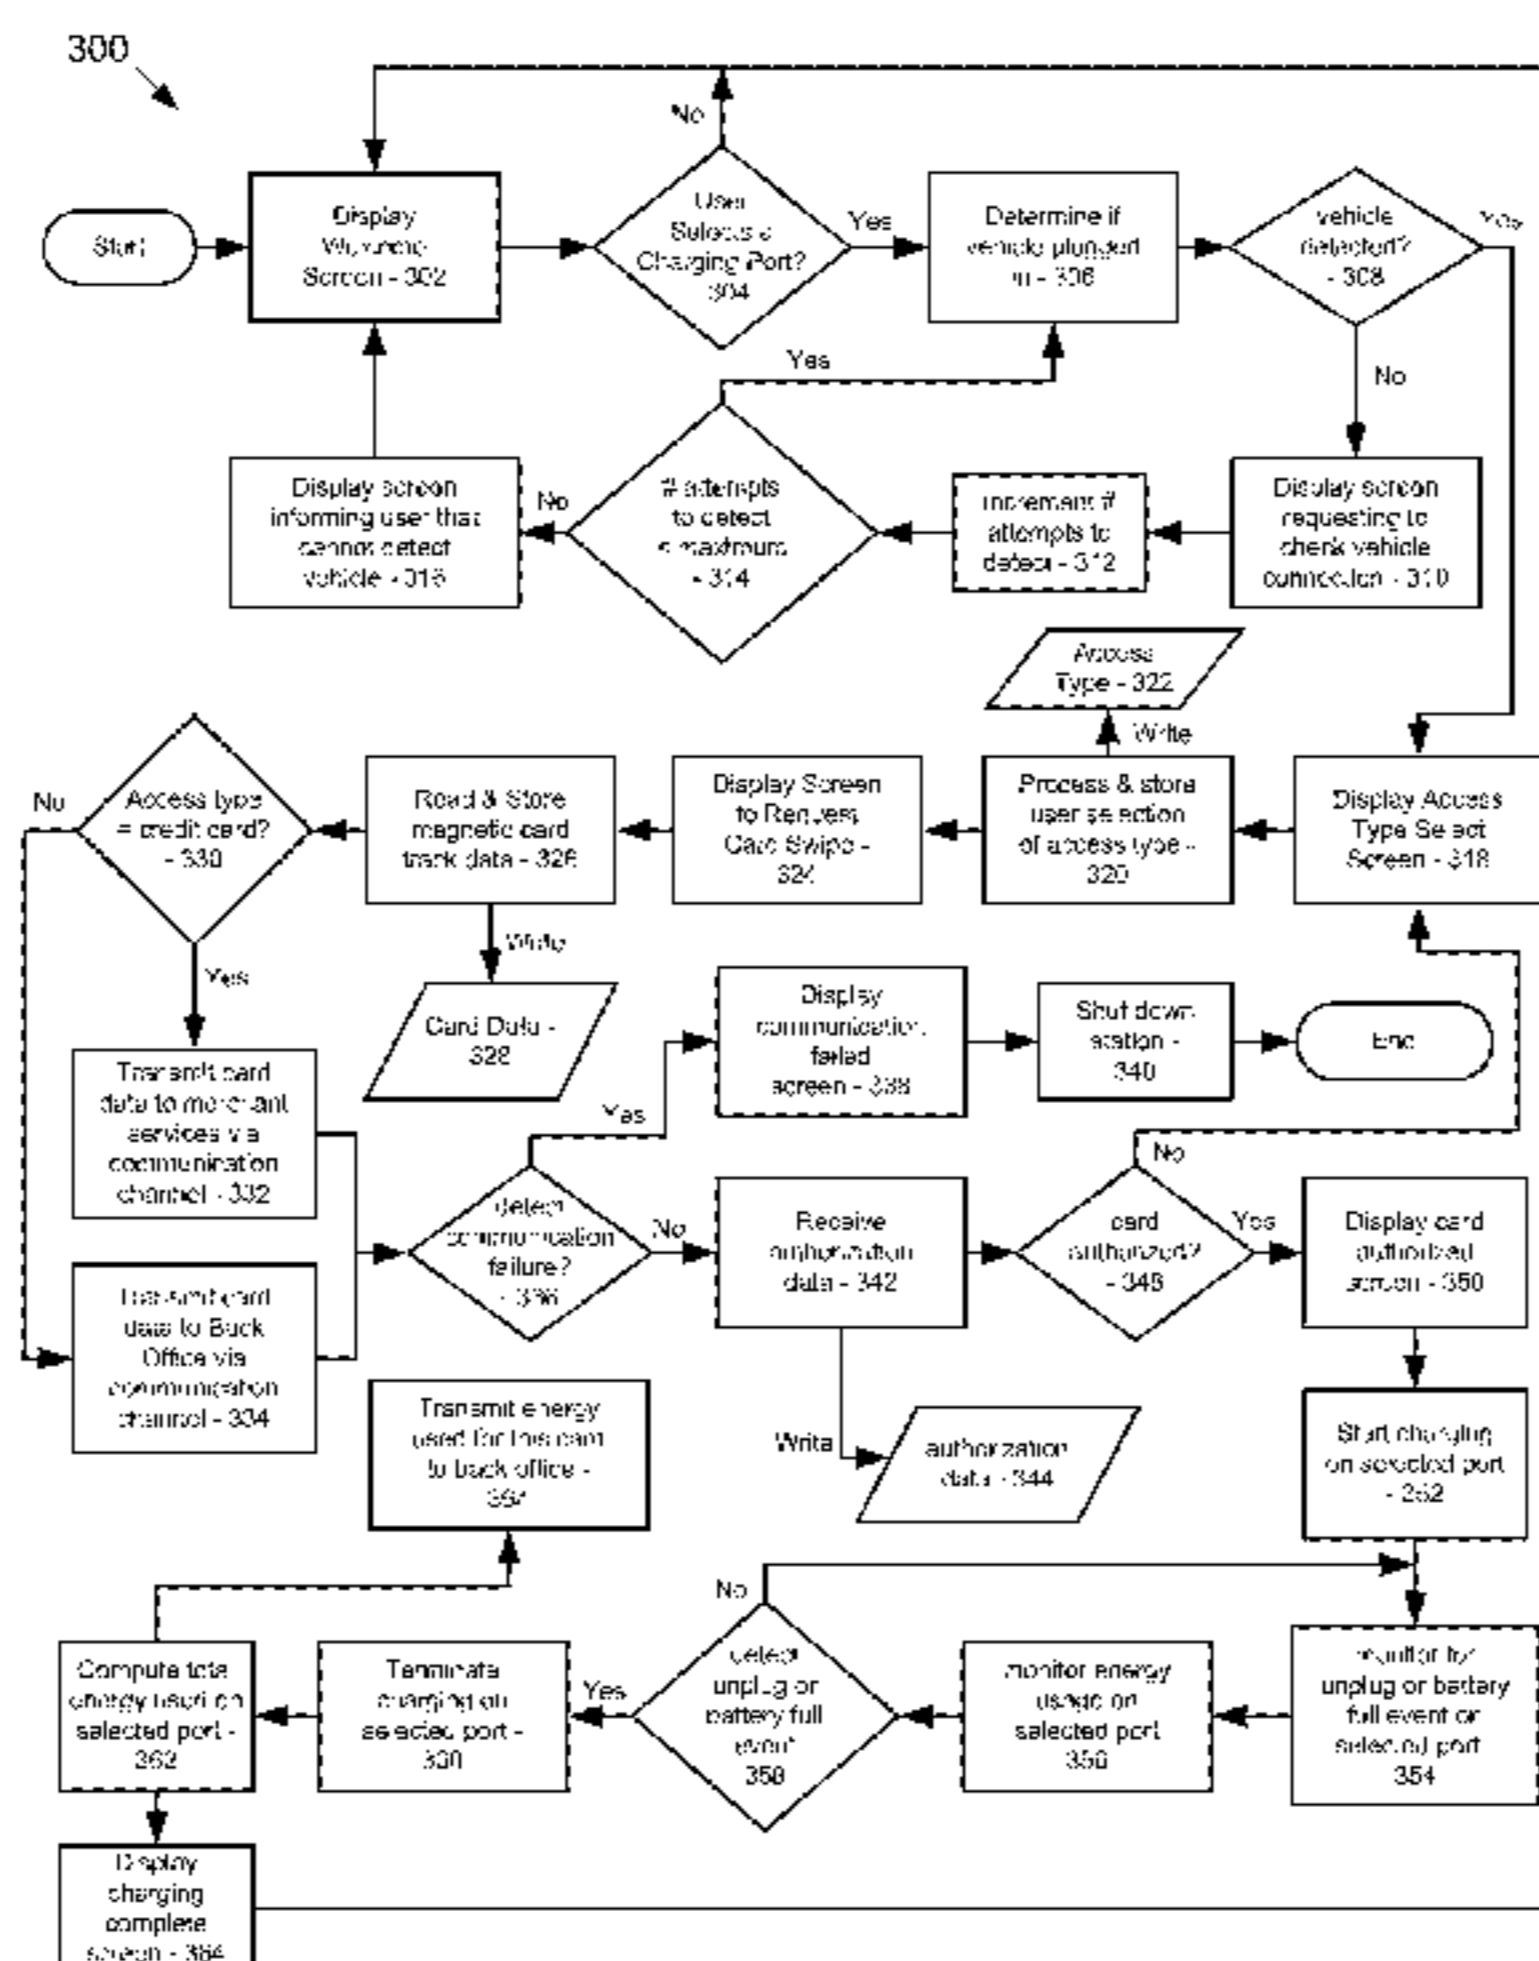 300
Start
Display
Screen - 302
No
User
Selects a
Charging Port?
304
Yes
Determine if
vehicle plugged
in - 306
vehicle
detected?
- 308
Yes
No
Yes
Display screen
informing user that
cannot detect
vehicle - 316
No
# attempts
to detect
< maximum
- 314
Increment #
attempts to
detect - 312
Display screen
requesting to
check vehicle
connection - 310
Access
Type - 322
Write
No
Access type
= credit card?
- 330
Read & Store
magnetic card
track data - 326
Display Screen
to Request
Card Swipe -
324
Process & store
user selection
of access type -
320
Display Access
Type Select
Screen - 318
Yes
Write
Card Data -
328
Display
communication
failed
screen - 338
Shut down
station -
340
End
Transmit card
data to merchant
services via
communication
channel - 332
Yes
No
detect
communication
failure?
- 336
No
Receive
authorization
data - 342
card
authorized?
- 346
Yes
Display card
authorized
screen - 350
Transmit card
data to Back
Office via
communication
channel - 334
Transmit energy
used for this card
to back office -
Write
authorization
data - 344
Start charging
on selected port
- 352
No
Compute total
energy used on
selected port -
362
Terminate
charging on
selected port -
360
Yes
detect
unplug or
battery full
event
358
monitor energy
usage on
selected port
356
monitor for
unplug or battery
full event on
selected port
354
Display
charging
complete
screen - 364